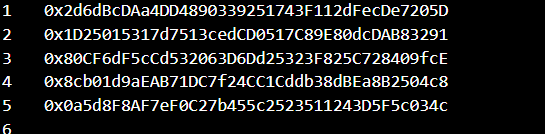 1 0x2d6dBcDAa4DD4890339251743F112dFecDe7205D
2 0x1D25015317d7513cedCD0517C89E80dcDAB83291
3 0x80CF6dF5cCd532063D6Dd25323F825C728409fcE
4 0x8cb01d9aEAB71DC7f24CC1Cddb38dBEa8B2504c8
5 0x0a5d8F8AF7eF0C27b455c2523511243D5F5c034c
6